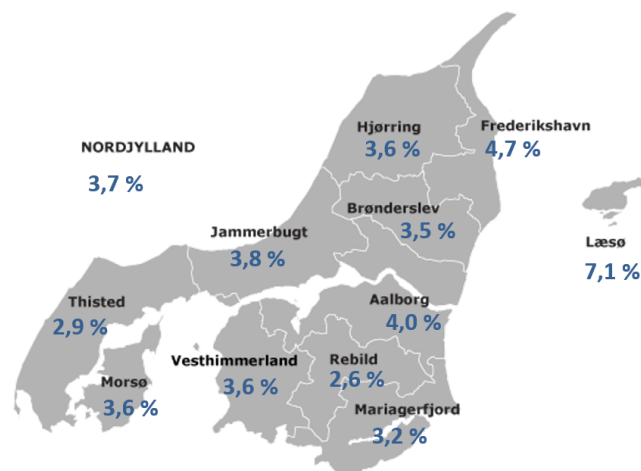 Hjørring
3,6 %
Frederikshavn
4,7 %
NORDJYLLAND
3,7 %
Brønderslev
3,5 %
Jammerbugt
3,8 %
Læsø
7,1 %
Thisted
2,9 %
Aalborg
4,0 %
Vesthimmerland
3,6 %
Rebild
2,6 %
Morsø
3,6 %
Mariagerfjord
3,2 %